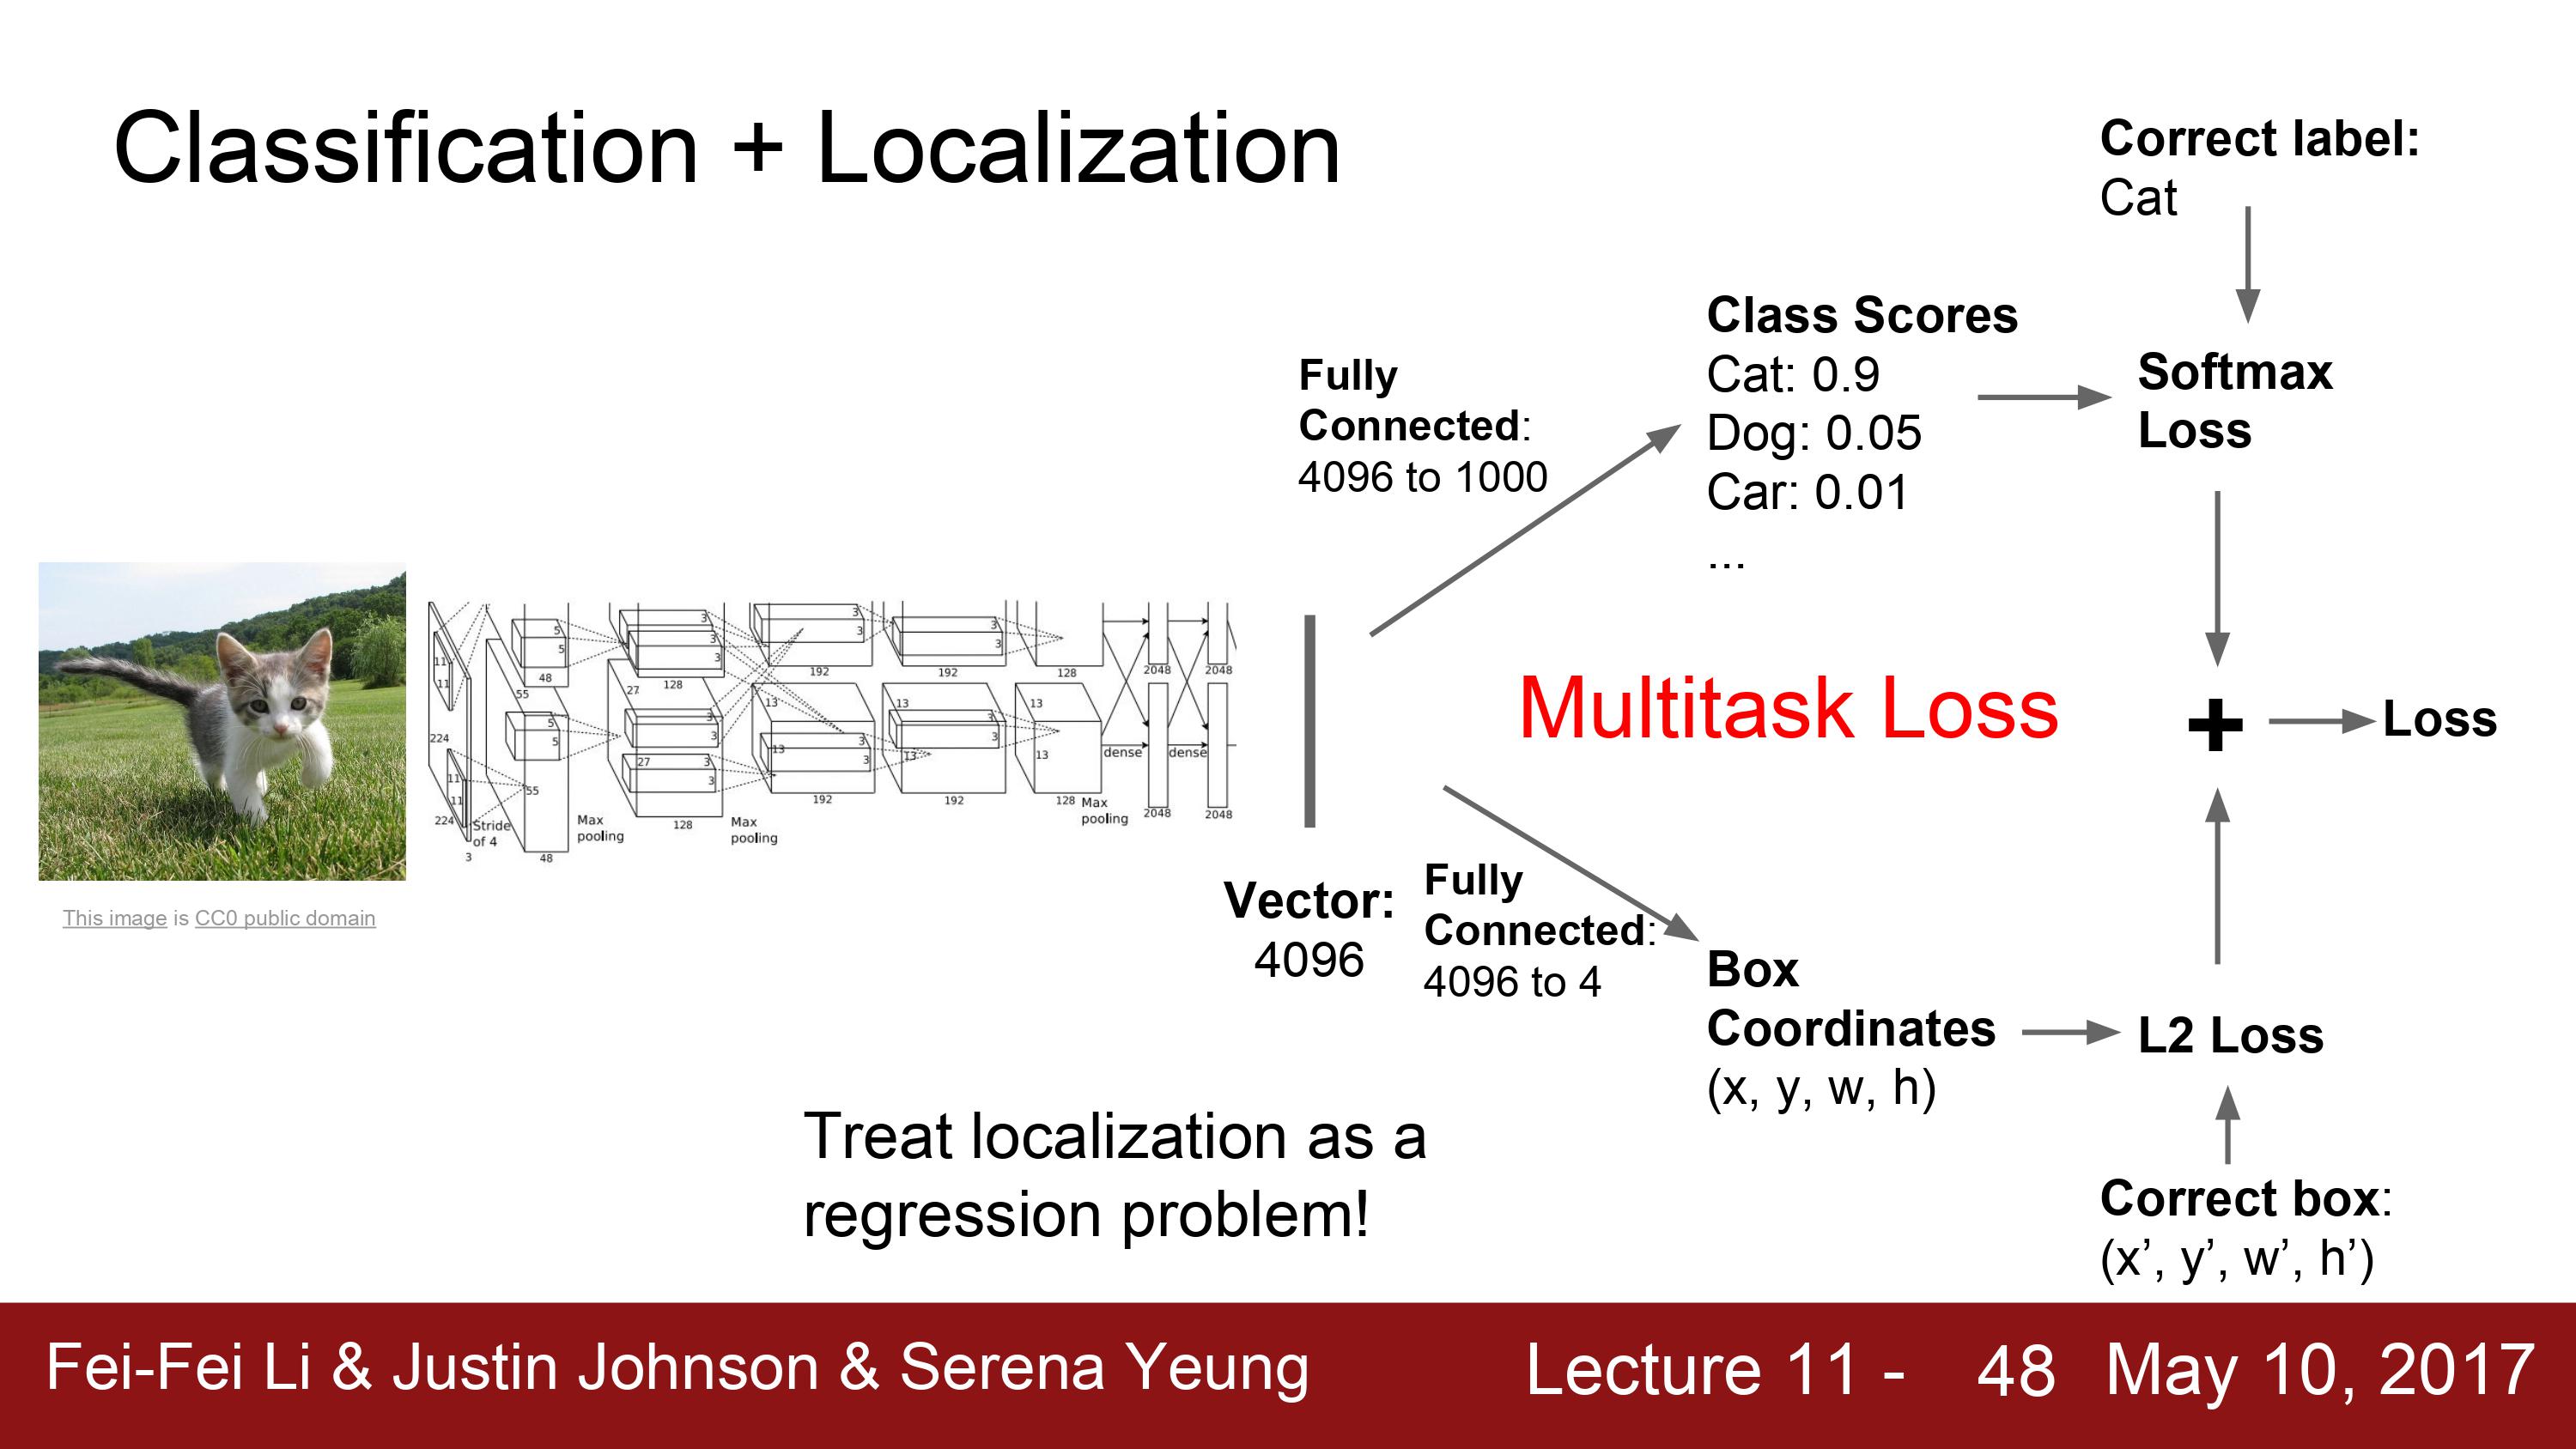 Classification + Localization
Correct label:
Cat
Class Scores
Cat: 0.9
Dog: 0.05
Car: 0.01
...
Softmax
Loss
Fully
Connected:
4096 to 1000
Multitask Loss
+
Loss
11
11
224
11
11
224
3
Stride
of 4
5
5
48
55
5
5
55
48
Max
pooling
3
3
3
27
128
3
3
27
3
3
128
Max
pooling
3
3
192
13
3
13
3
192
3
3
192
13
3
3
13
192
128
13
13
128
Max
pooling
2048
2048
dense
dense
2048
2048
This image is CC0 public domain
Vector:
4096
Fully
Connected:
4096 to 4
Box
Coordinates
(x, y, w, h)
L2 Loss
Correct box:
(x’, y’, w’, h’)
Treat localization as a
regression problem!
Fei-Fei Li & Justin Johnson & Serena Yeung
Lecture 11 - 48
May 10, 2017